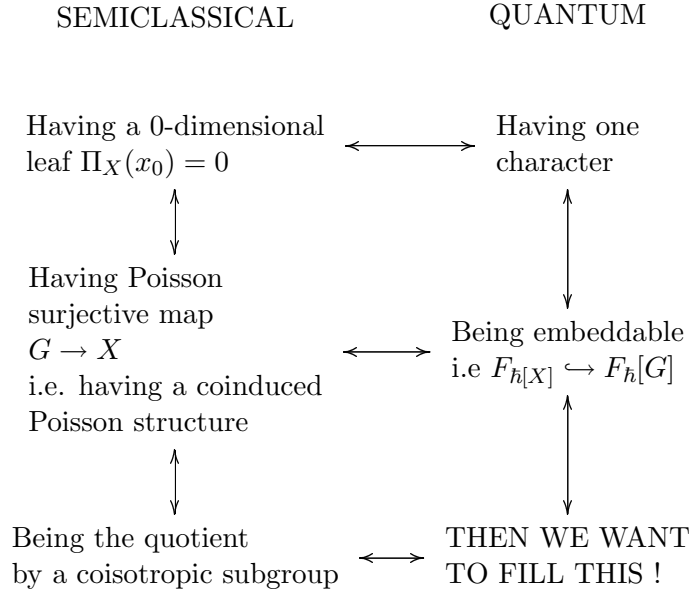 SEMICLASSICAL QUANTUM
Having a 0-dimensional
leaf Π_X(x_0) = 0
Having one
character
Having Poisson
surjective map
G → X
i.e. having a coinduced
Poisson structure
Being embeddable
i.e F_{ℏ[X]} ↪ F_ℏ[G]
Being the quotient
by a coisotropic subgroup
THEN WE WANT
TO FILL THIS !